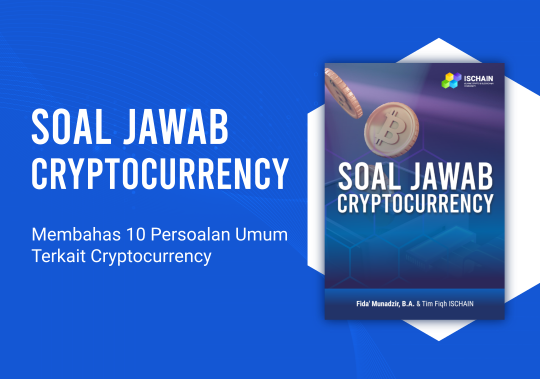 SOAL JAWAB
CRYPTOCURRENCY
Membahas 10 Persoalan Umum
Terkait Cryptocurrency
ISCHAIN
SOAL JAWAB
CRYPTOCURRENCY
Fida' Munadzir, B.A. & Tim Fiqh ISCHAIN